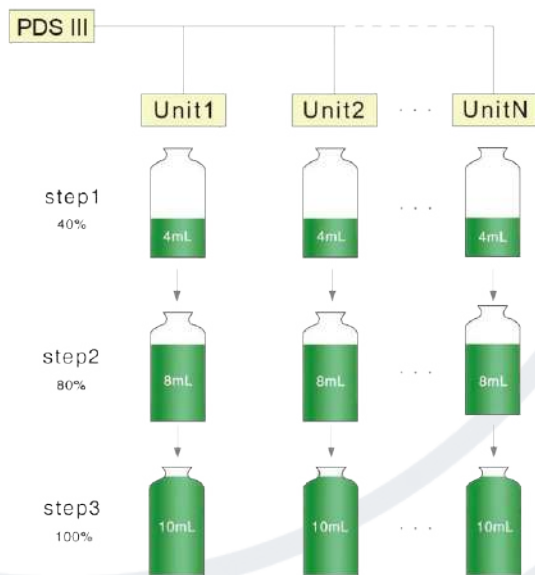 PDS III
Unit1 Unit2 . . . UnitN
step1
40%
4mL 4mL . . . 4mL
step2
80%
8mL 8mL . . . 8mL
step3
100%
10mL 10mL . . . 10mL